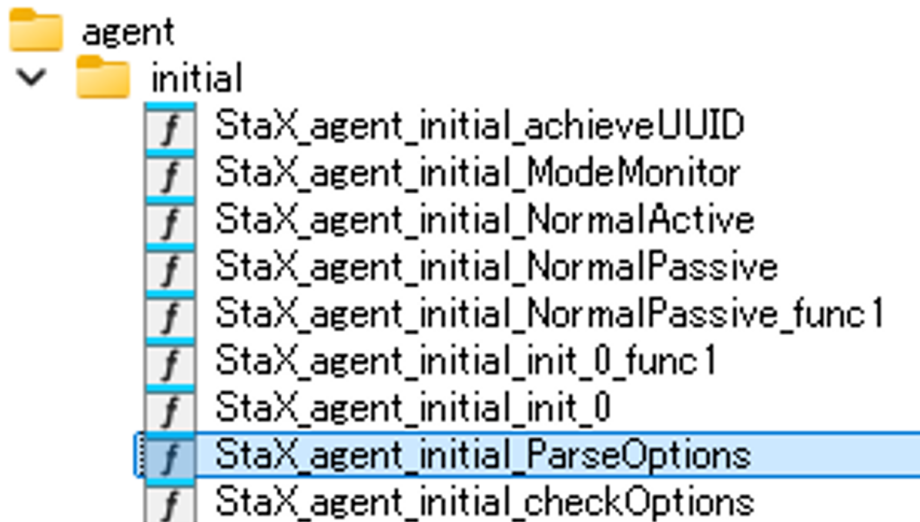 agent
initial
f StaX_agent_initial_achieveUUID
f StaX_agent_initial_ModeMonitor
f StaX_agent_initial_NormalActive
f StaX_agent_initial_NormalPassive
f StaX_agent_initial_NormalPassive_func1
f StaX_agent_initial_init_0_func1
f StaX_agent_initial_init_0
f StaX_agent_initial_ParseOptions
f StaX_agent_initial_checkOptions